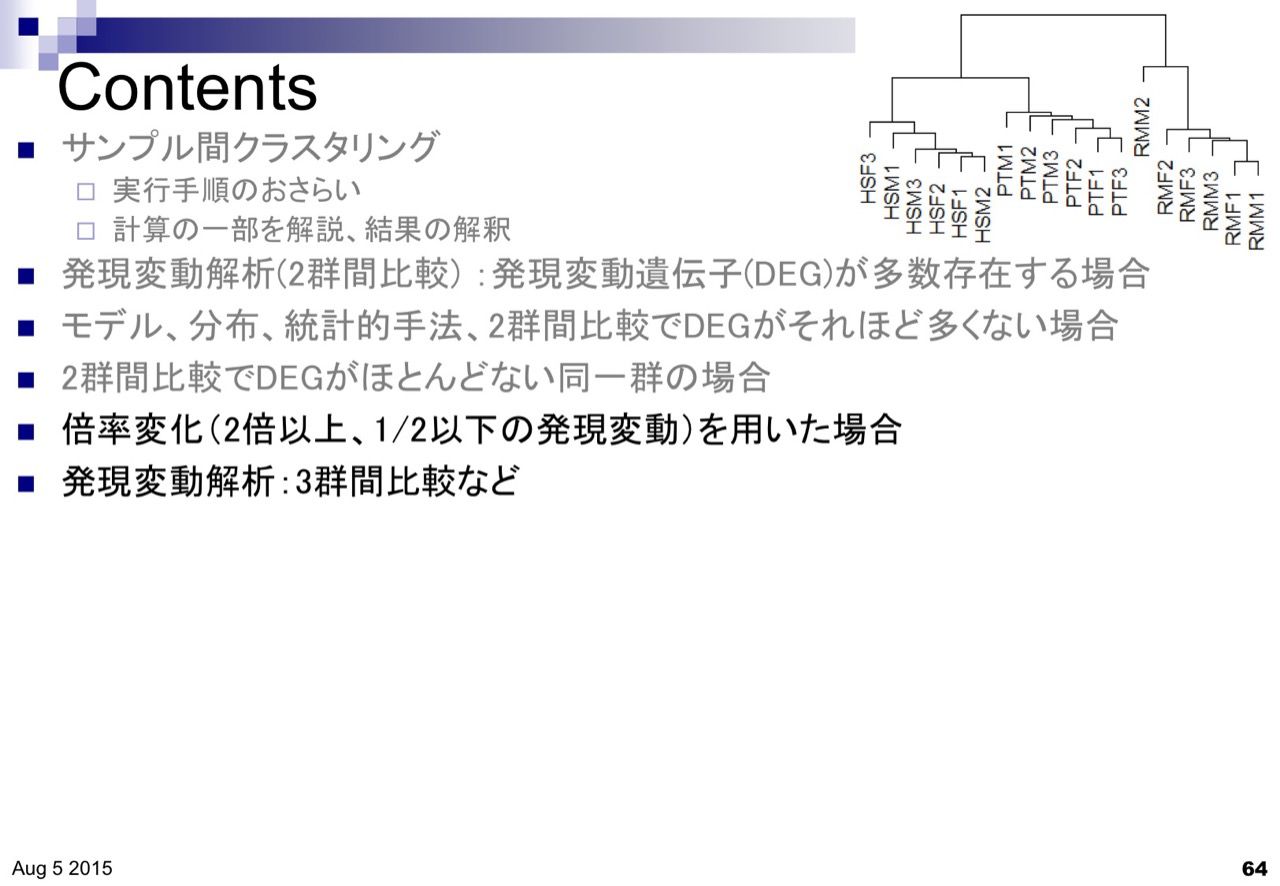 Contents
サンプル間クラスタリング
実行手順のおさらい
計算の一部を解説、結果の解釈
発現変動解析(2群間比較)：発現変動遺伝子(DEG)が多数存在する場合
モデル、分布、統計的手法、2群間比較でDEGがそれほど多くない場合
2群間比較でDEGがほとんどない同一群の場合
倍率変化（2倍以上、1/2以下の発現変動）を用いた場合
発現変動解析：3群間比較など
HSF3
HSM1
HSM3
HSF2
HSF1
HSM2
PTM1
PTM2
PTM3
PTF2
PTF1
PTF3
RMM2
RMF2
RMF3
RMM3
RMF1
RMM1
Aug 5 2015
64